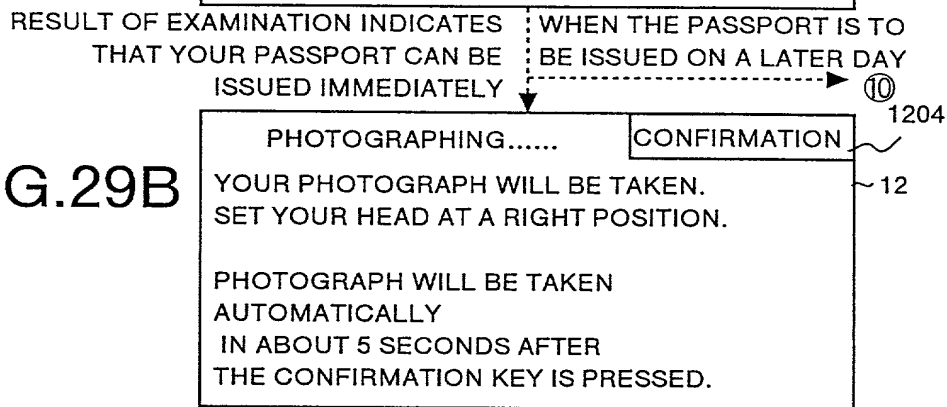 RESULT OF EXAMINATION INDICATES
THAT YOUR PASSPORT CAN BE
ISSUED IMMEDIATELY
WHEN THE PASSPORT IS TO
BE ISSUED ON A LATER DAY
⑩
1204
PHOTOGRAPHING......
CONFIRMATION
12
G.29B
YOUR PHOTOGRAPH WILL BE TAKEN.
SET YOUR HEAD AT A RIGHT POSITION.
PHOTOGRAPH WILL BE TAKEN
AUTOMATICALLY
IN ABOUT 5 SECONDS AFTER
THE CONFIRMATION KEY IS PRESSED.